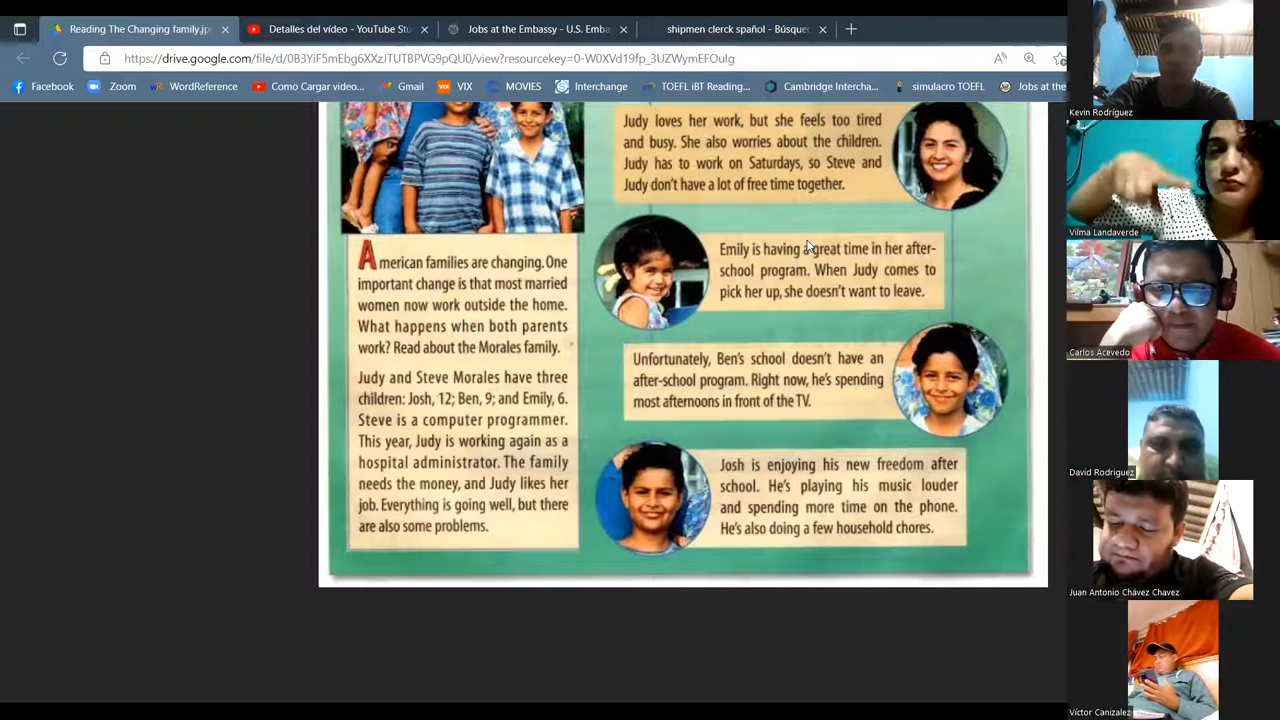 Reading The Changing family.jp
Detalles del vídeo - YouTube Stu
Jobs at the Embassy - U.S. Emba
shipmen clerck spañol - Búsque
https://drive.google.com/file/d/0B3YiF5mEbg6XXzJTUTBPVG9pQU0/view?resourcekey=0-W0XVd19fp_3UZWymEFOuIg
Facebook
Zoom
WordReference
Como Cargar video...
Gmail
VIX
MOVIES
Interchange
TOEFL iBT Reading...
Cambridge Intercha...
simulacro TOEFL
Jobs at the
American families are changing. One
important change is that most married
women now work outside the home.
What happens when both parents
work? Read about the Morales family.
Judy and Steve Morales have three
children: Josh, 12; Ben, 9; and Emily, 6.
Steve is a computer programmer.
This year, Judy is working again as a
hospital administrator. The family
needs the money, and Judy likes her
job. Everything is going well, but there
are also some problems.
Judy loves her work, but she feels too tired
and busy. She also worries about the children.
Judy has to work on Saturdays, so Steve and
Judy don't have a lot of free time together.
Emily is having a great time in her after-
school program. When Judy comes to
pick her up, she doesn't want to leave.
Unfortunately, Ben's school doesn't have an
after-school program. Right now, he's spending
most afternoons in front of the TV.
Josh is enjoying his new freedom after
school. He's playing his music louder
and spending more time on the phone.
He's also doing a few household chores.
Kevin Rodríguez
Vilma Landaverde
Carlos Acevedo
David Rodriguez
Juan Antonio Chávez Chavez
Víctor Canizalez